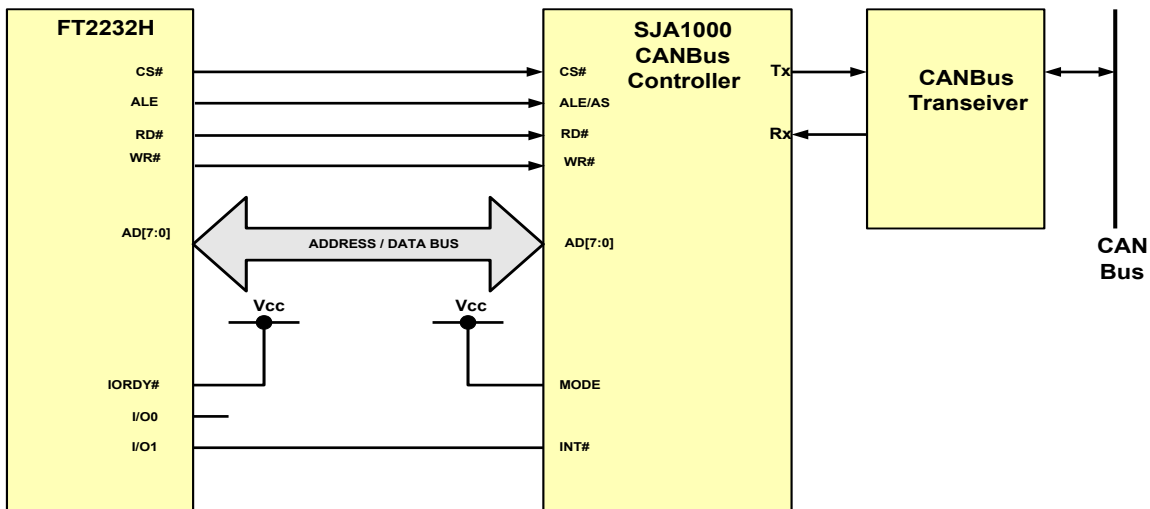 FT2232H
CS#
ALE
RD#
WR#
AD[7:0]
IORDY#
I/O0
I/O1
ADDRESS / DATA BUS
Vcc
Vcc
SJA1000
CANBus
Controller
CS#
ALE/AS
RD#
WR#
AD[7:0]
MODE
INT#
Tx
Rx
CANBus
Transeiver
CAN
Bus